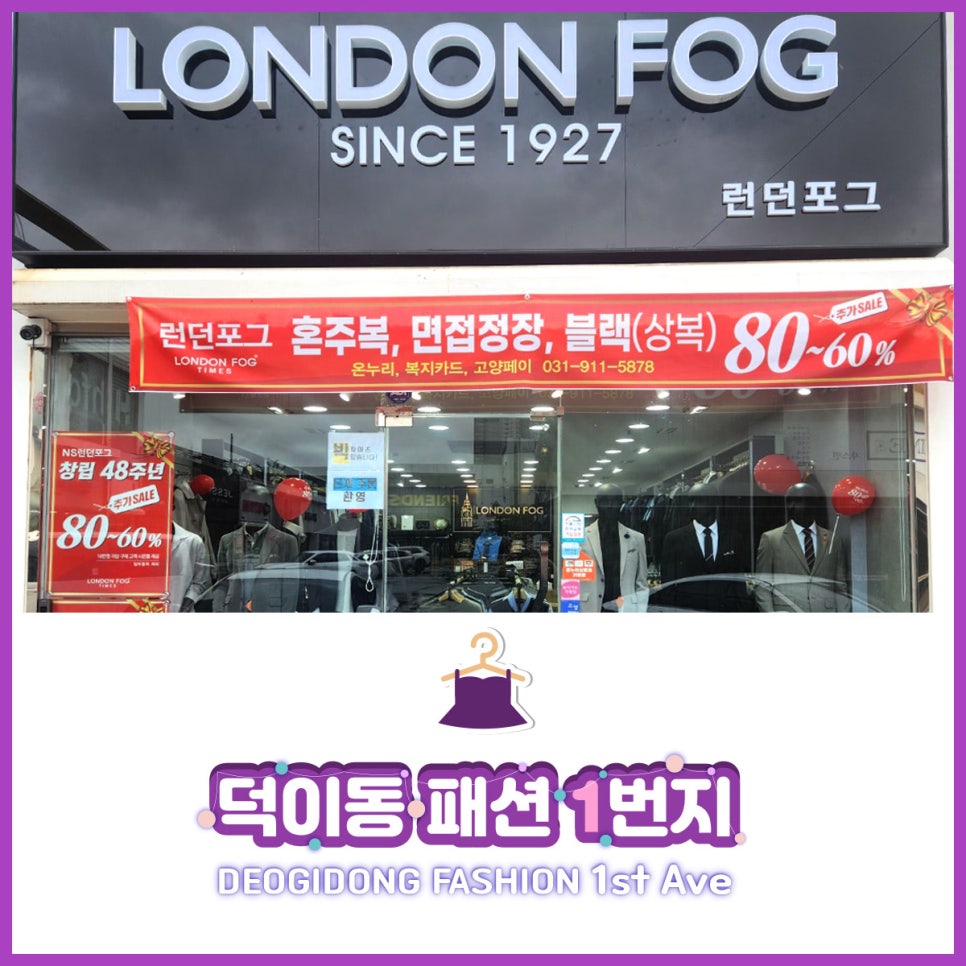 LONDON FOG
SINCE 1927
런던포그
런던포그
LONDON FOG
TIMES
혼주복, 면접정장, 블랙(상복)
온누리, 복지카드, 고양페이 031-911-5878
80~60%
추가SALE
NS런던포그
창립 48주년
추가SALE
80~60%
LONDON FOG
TIMES
환영
LONDON FOG
덕이동 패션 1번지
DEOGIDONG FASHION 1st Ave